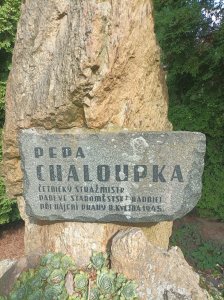 PEPA
CHALOUPKA
ČETNICKÝ STRÁŽMISTR
PADL VE STAROMĚSTSKÉ RADNICI
PŘI HÁJENÍ PRAHY 8. KVĚTNA 1945.